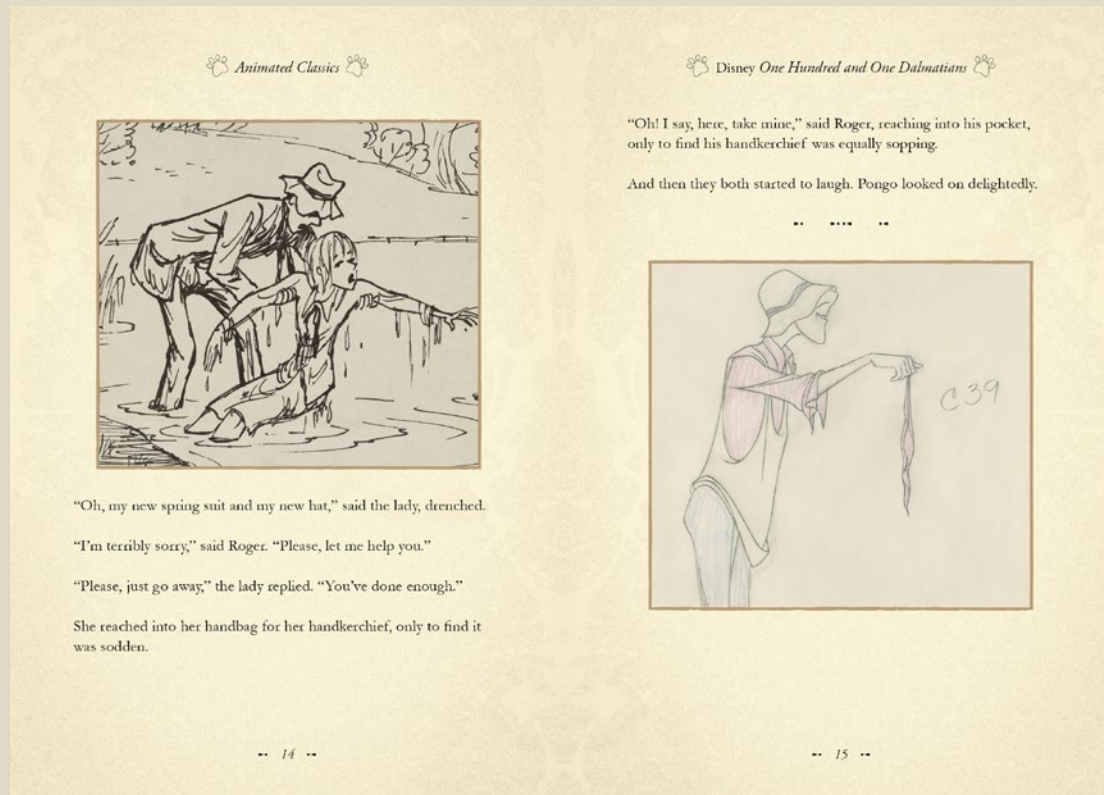 Animated Classics
“Oh, my new spring suit and my new hat,” said the lady, drenched.
“I’m terribly sorry,” said Roger. “Please, let me help you.”
“Please, just go away,” the lady replied. “You’ve done enough.”
She reached into her handbag for her handkerchief, only to find it
was sodden.
14
Disney One Hundred and One Dalmatians
“Oh! I say, here, take mine,” said Roger, reaching into his pocket,
only to find his handkerchief was equally sopping.
And then they both started to laugh. Pongo looked on delightedly.
C39
15